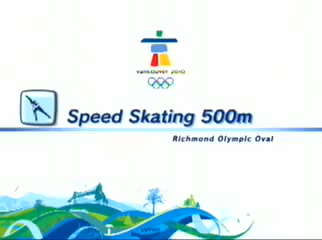 vancouver 2010
Speed Skating 500m
Richmond Olympic Oval